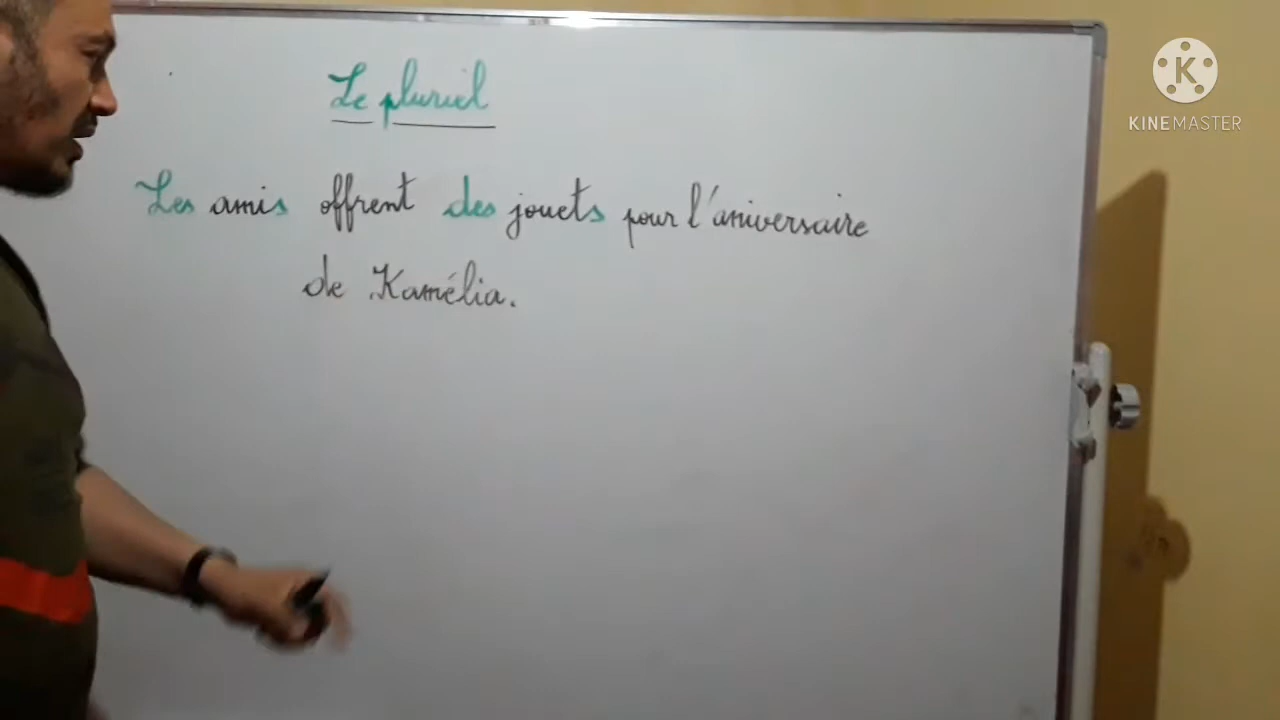 Le pluriel
Les amis offrent des jouets pour l'aniversaire
de Kamélia.
KINEMASTER